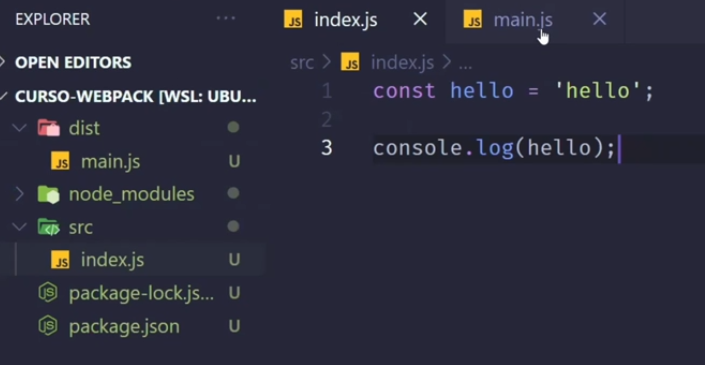 EXPLORER ...
OPEN EDITORS
CURSO-WEBPACK [WSL: UBU...
dist
JS main.js U
node_modules
src
JS index.js U
package-lock.js... U
package.json U
JS index.js JS main.js
src > JS index.js > ...
1 const hello = 'hello';
2
3 console.log(hello);